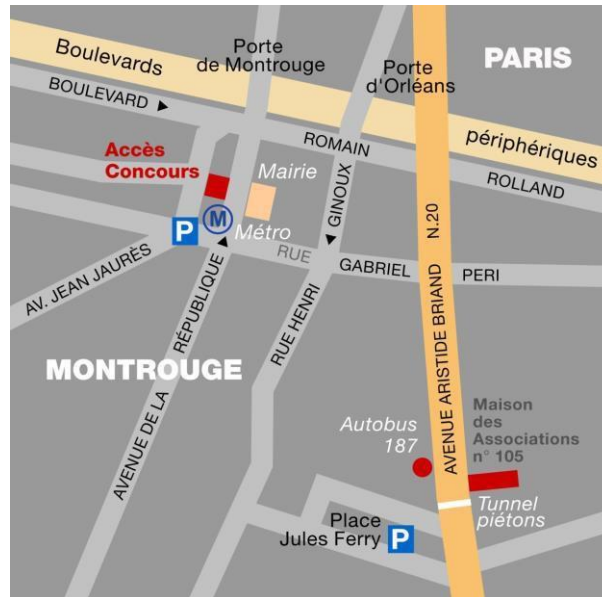 Boulevards
périphériques
PARIS
Porte
de Montrouge
Porte
d'Orléans
BOULEVARD
ROMAIN
ROLLAND
Accès
Concours
Mairie
M
Métro
P
GINOUX
N.20
RUE
GABRIEL
PERI
AV. JEAN JAURÈS
AVENUE DE LA RÉPUBLIQUE
RUE HENRI
MONTROUGE
AVENUE ARISTIDE BRIAND
Autobus
187
Maison
des
Associations
n° 105
Tunnel
piétons
Place
Jules Ferry
P